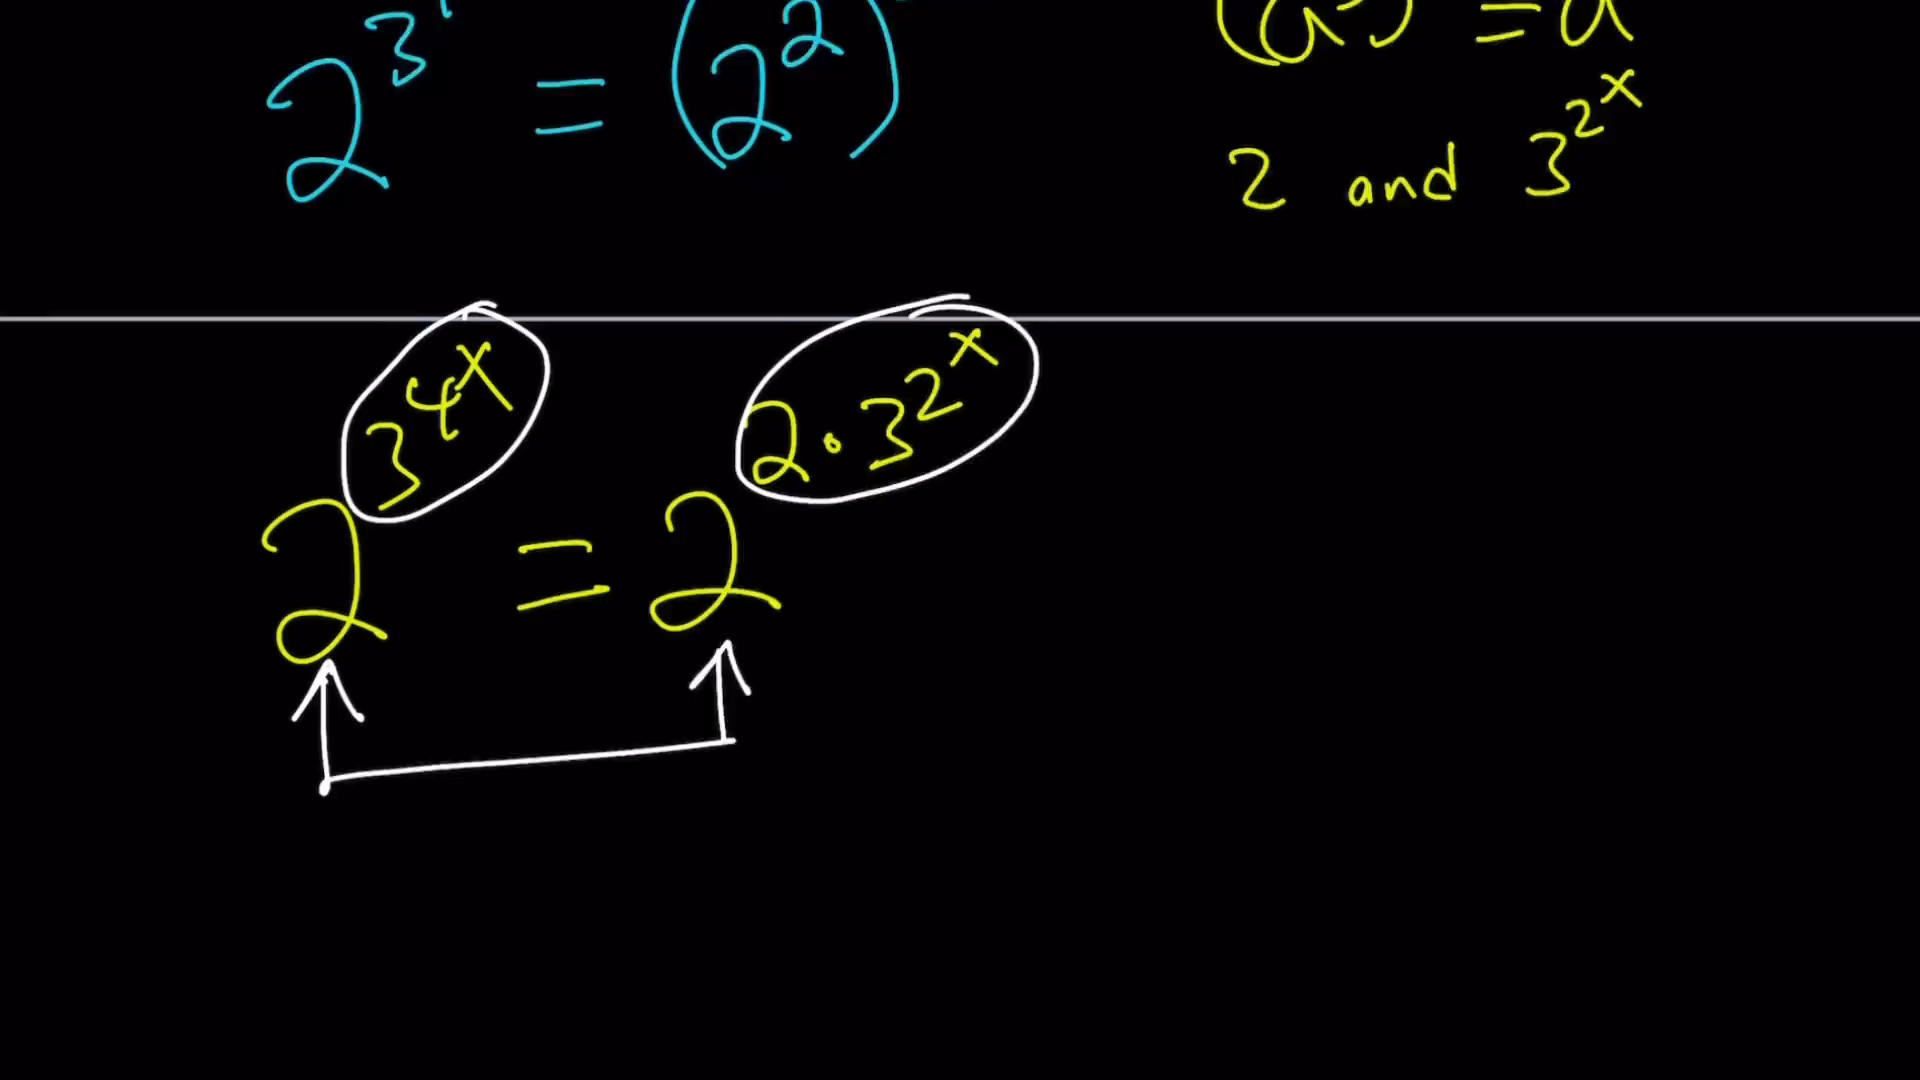 2^3 = (2^2)
2 and 3^2^x
2^3^4^x = 2^2·3^2^x